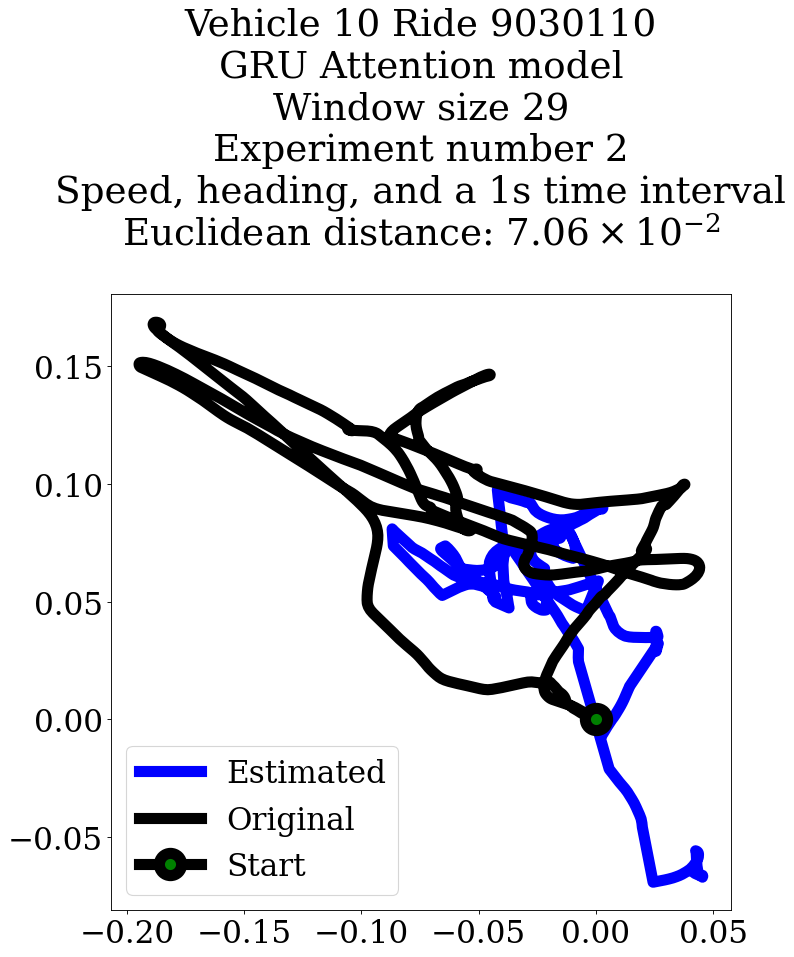 Vehicle 10 Ride 9030110
GRU Attention model
Window size 29
Experiment number 2
Speed, heading, and a 1s time interval
Euclidean distance: 7.06 × 10⁻²
0.15
0.10
0.05
0.00
−0.05
Estimated
Original
Start
−0.20 −0.15 −0.10 −0.05 0.00 0.05